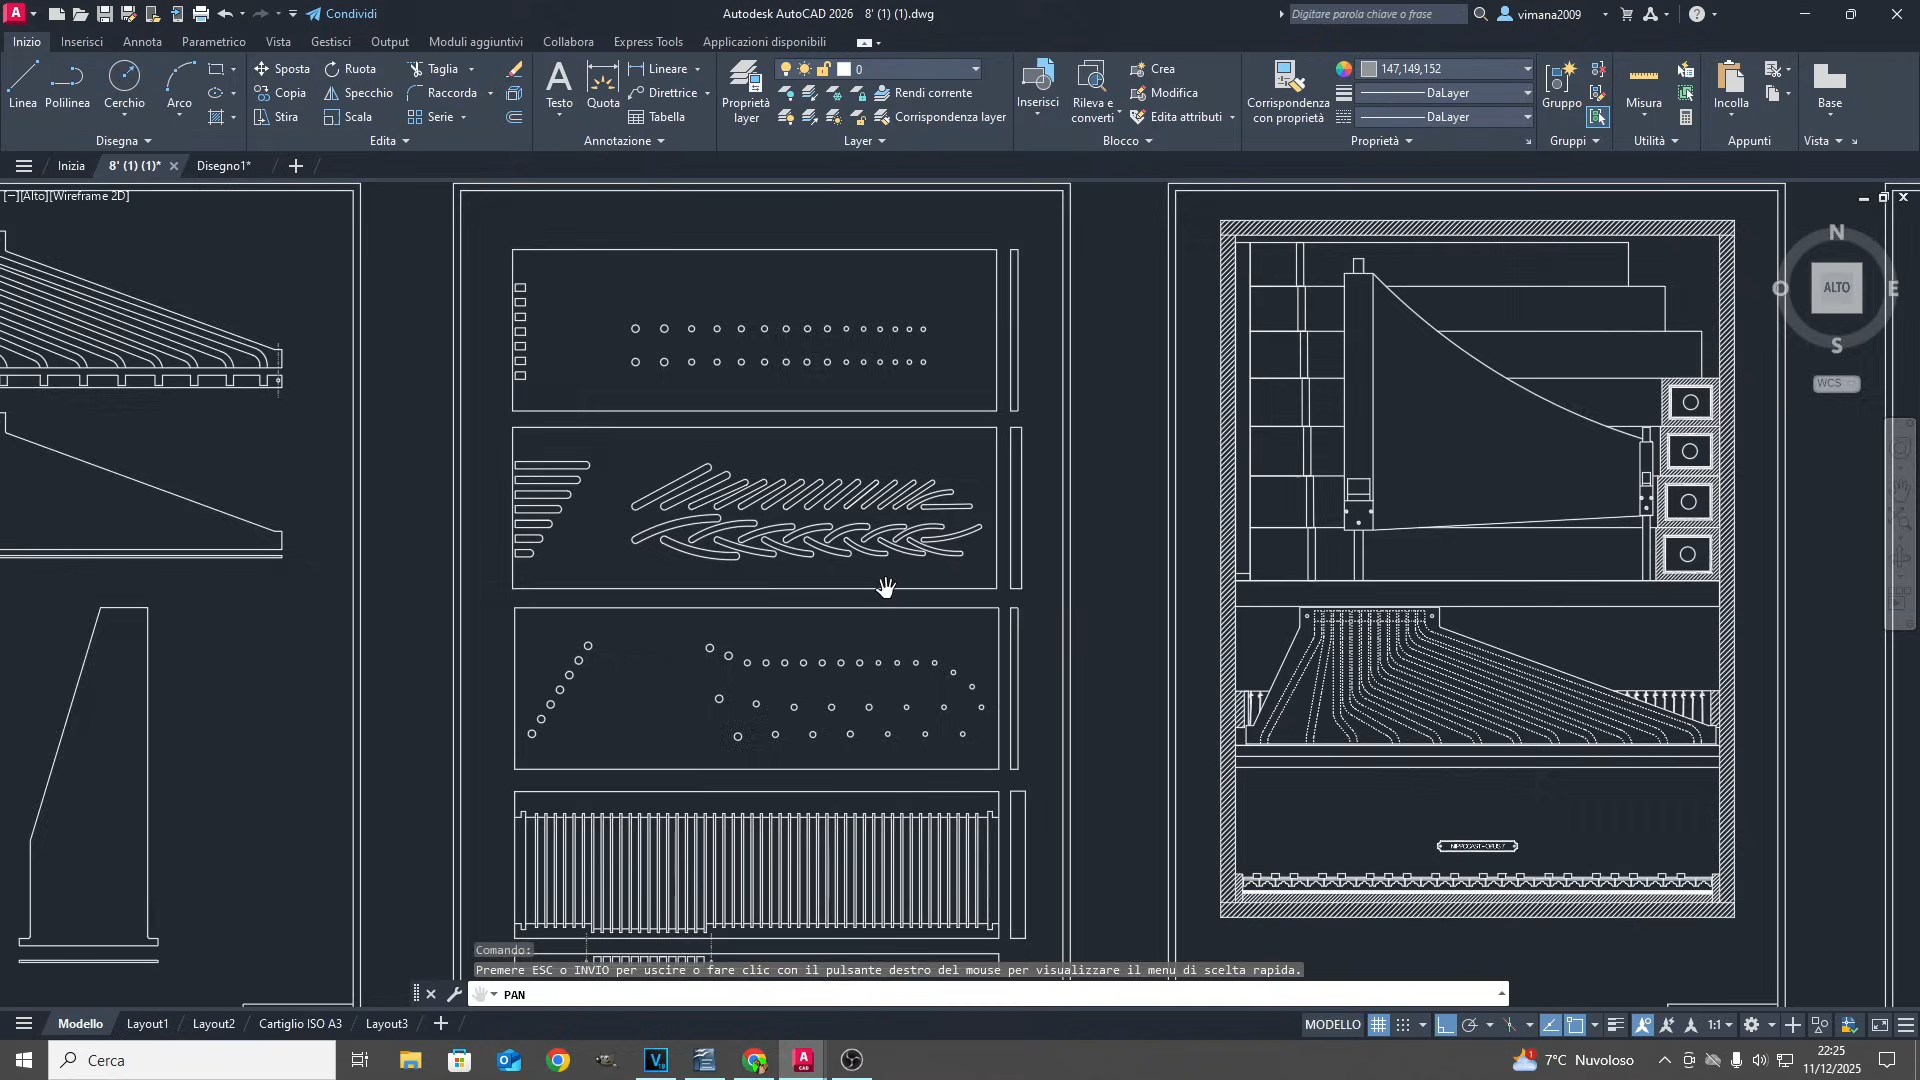 Condividi
Autodesk AutoCAD 2026 8' (1) (1).dwg
Digitare parola chiave o frase
vimana2009
Inizio Inserisci Annota Parametrico Vista Gestisci Output Moduli aggiuntivi Collabora Express Tools Applicazioni disponibili
Linea Polilinea Cerchio Arco
Sposta Ruota Taglia
Copia Specchio Raccorda
Stira Scala Serie
Testo Quota
Lineare
Direttrice
Tabella
Proprietà layer
0
Rendi corrente
Corrispondenza layer
Inserisci
Rileva e converti
Crea
Modifica
Edita attributi
Corrispondenza con proprietà
147,149,152
DaLayer
DaLayer
Gruppo
Misura
Incolla
Base
Disegna Edita Annotazione Layer Blocco Proprietà Gruppi Utilità Appunti Vista
Inizia 8' (1) (1)* Disegno1*
[−][Alto][Wireframe 2D]
N
O ALTO E
S
WCS
Comando:
Premere ESC o INVIO per uscire o fare clic con il pulsante destro del mouse per visualizzare il menu di scelta rapida.
PAN
Modello Layout1 Layout2 Cartiglio ISO A3 Layout3
MODELLO 1:1
Cerca
7°C Nuvoloso
22:25
11/12/2025